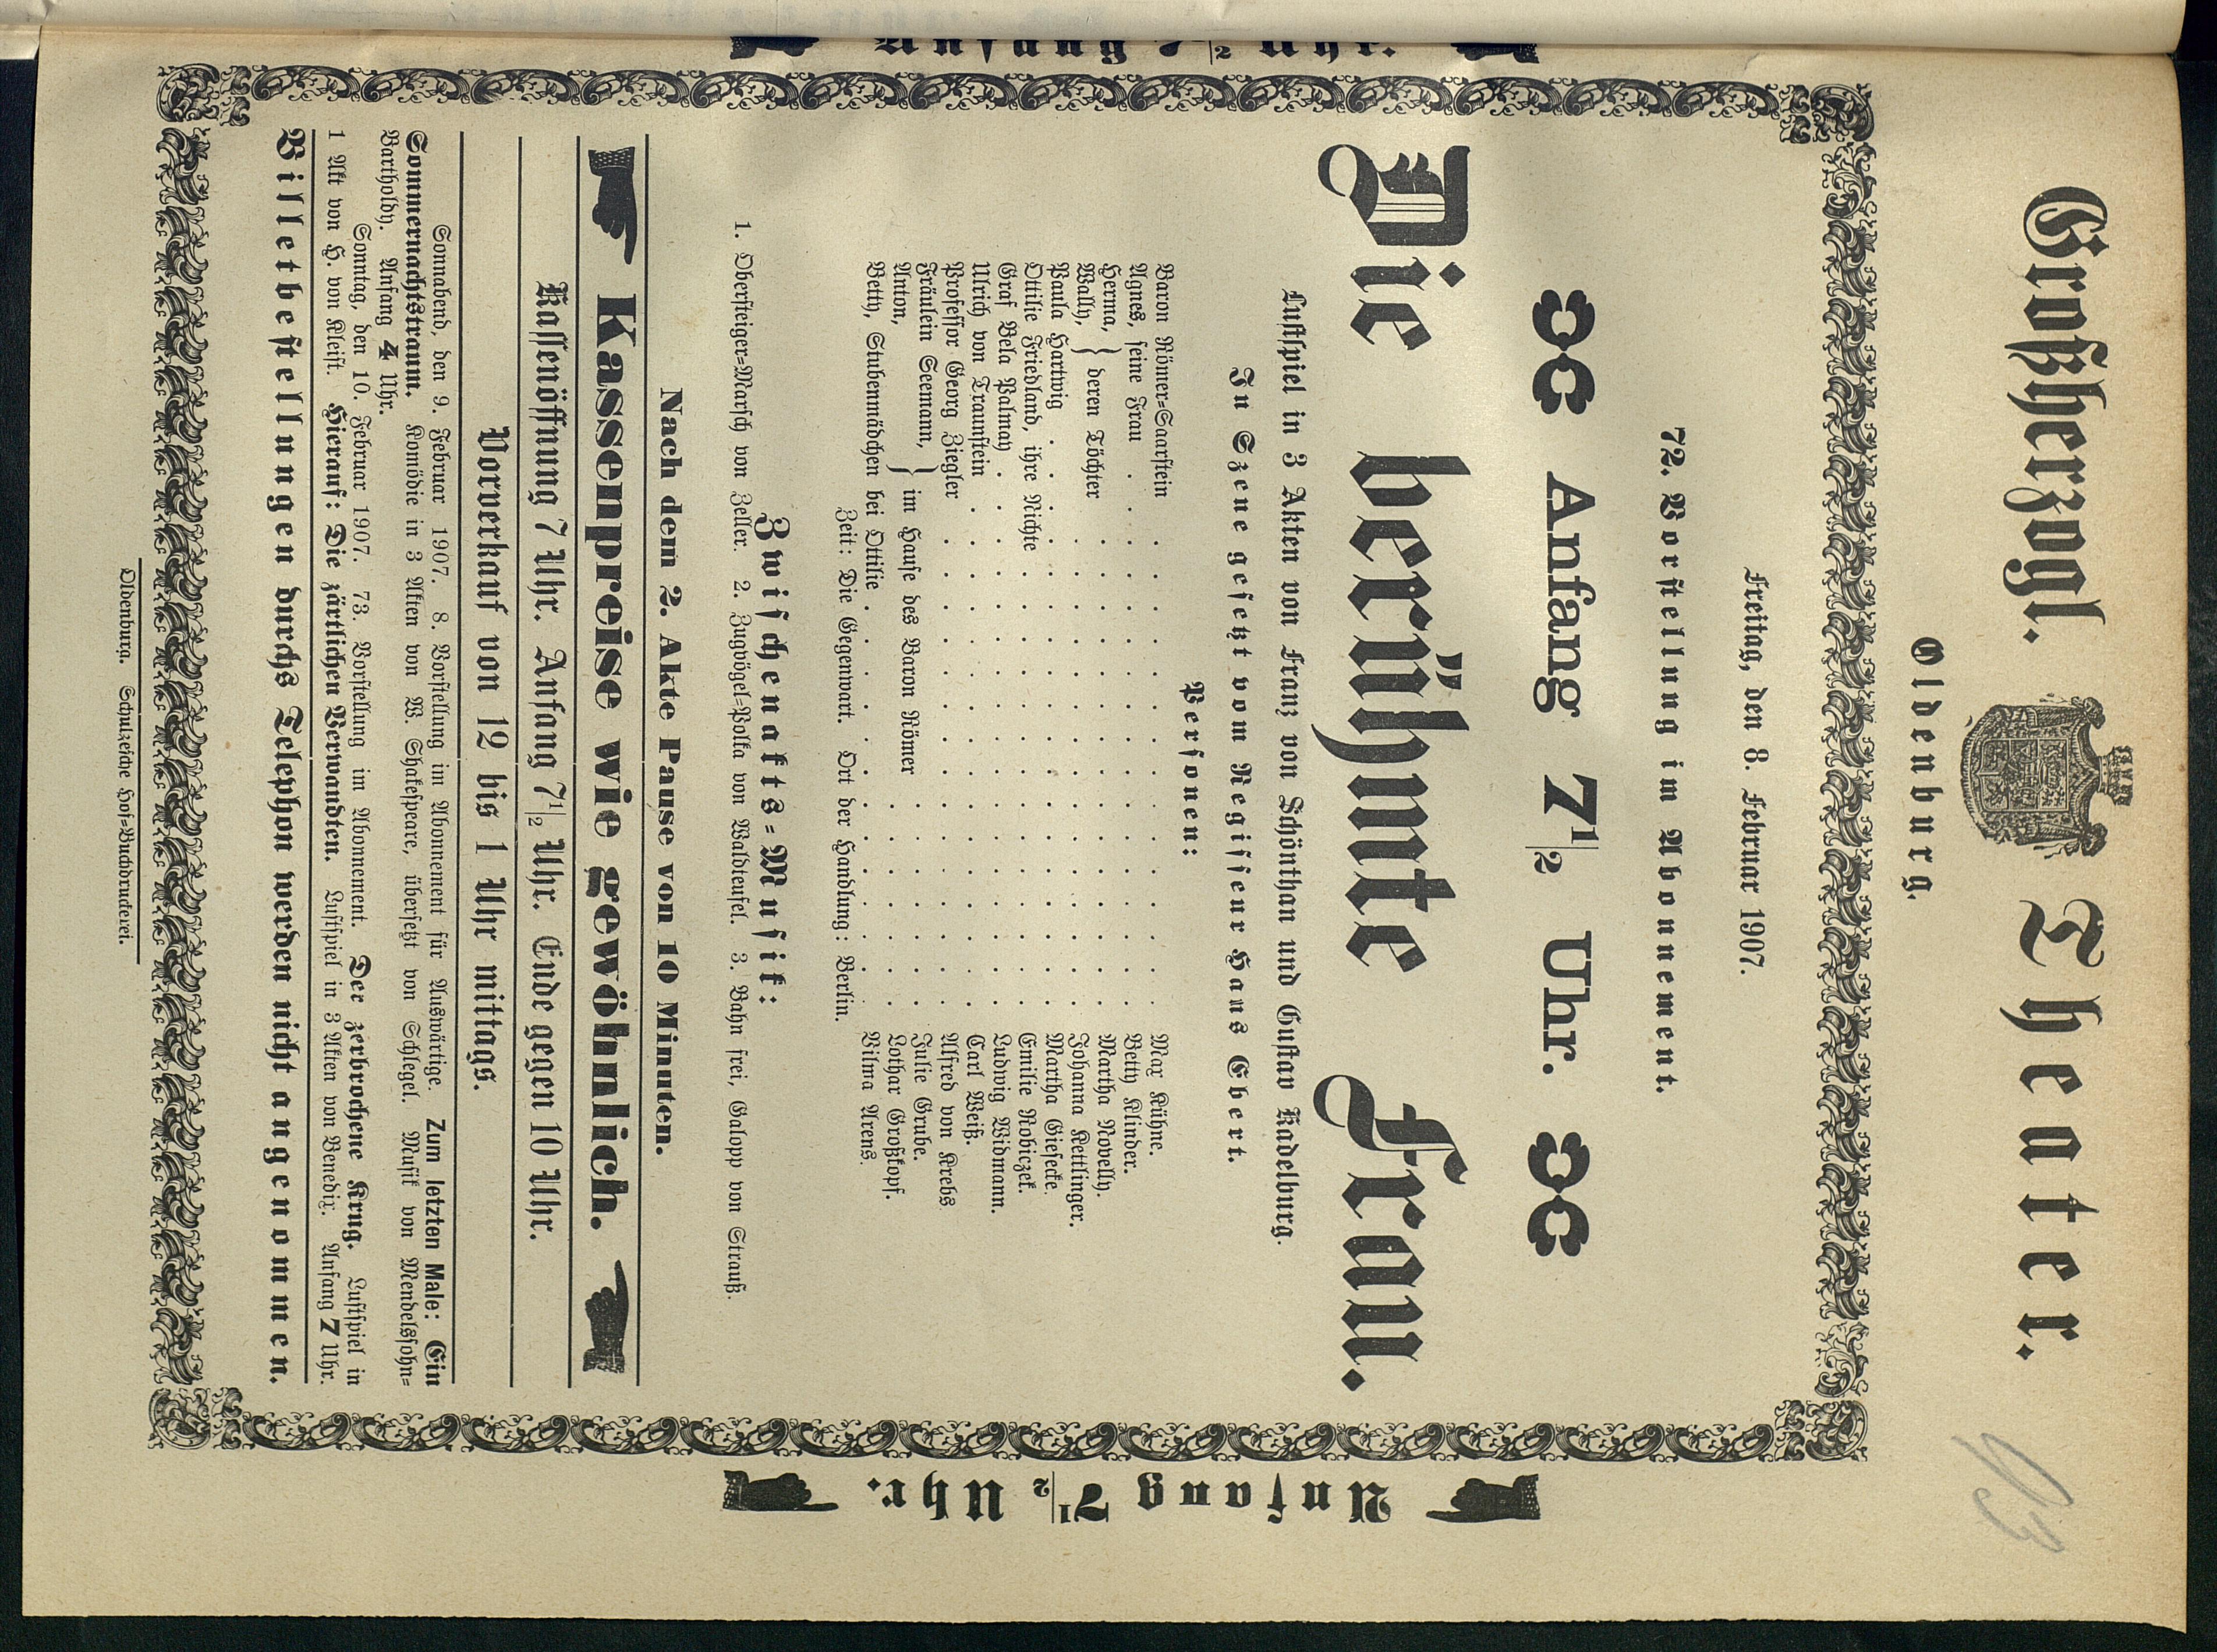 Großherzogl. Theater.
Oldenburg.
Freitag, den 8. Februar 1907.
72. Vorstellung im Abonnement.
Anfang 7 1/2 Uhr.
Die berühmte Frau.
Lustspiel in 3 Akten von Franz von Schönthan und Gustav Kadelburg.
In Szene gesetzt vom Regisseur Hans Ebert.
Personen:
Baron Römer=Saarstein . . . . . . . . Max Kühne.
Agnes, seine Frau . . . . . . . . . Betty Klinder.
Herma, } deren Töchter . . . . . . . . Martha Novelly.
Wally, } . . . . . . . . Johanna Kettlinger.
Paula Hartwig . . . . . . . . . . Martha Giesecke.
Ottilie Friedland, ihre Nichte . . . . . . . . Emilie Robiczek.
Graf Bela Palmay . . . . . . . . . Ludwig Widmann.
Ulrich von Traunstein . . . . . . . . . Carl Weiß.
Professor Georg Ziegler . . . . . . . . Alfred von Krebs
Fräulein Seemann, } im Hause des Baron Römer . . . . Julie Grube.
Anton, } . . . . Lothar Großkopf.
Betty, Stubenmädchen bei Ottilie . . . . . . . Vilma Arens.
Zeit: Die Gegenwart. Ort der Handlung: Berlin.
Zwischenakts=Musik:
1. Obersteiger=Marsch von Zeller. 2. Zugvögel=Polka von Waldteufel. 3. Bahn frei, Galopp von Strauß.
Nach dem 2. Akte Pause von 10 Minuten.
Kassenpreise wie gewöhnlich.
Kassenöffnung 7 Uhr. Anfang 7 1/2 Uhr. Ende gegen 10 Uhr.
Vorverkauf von 12 bis 1 Uhr mittags.
Sonnabend, den 9. Februar 1907. 8. Vorstellung im Abonnement für Auswärtige. Zum letzten Male: Ein
Sommernachtstraum. Komödie in 3 Akten von W. Shakespeare, übersetzt von Schlegel. Musik von Mendelssohn=
Bartholdy. Anfang 4 Uhr.
Sonntag, den 10. Februar 1907. 73. Vorstellung im Abonnement. Der zerbrochene Krug. Lustspiel in
1 Akt von H. von Kleist. Hierauf: Die zärtlichen Verwandten. Lustspiel in 3 Akten von Benedix. Anfang 7 Uhr.
Billetbestellungen durchs Telephon werden nicht angenommen.
Oldenburg. Schulzesche Hof=Buchdruckerei.
Anfang 7 1/2 Uhr.
Anfang 7 1/2 Uhr.